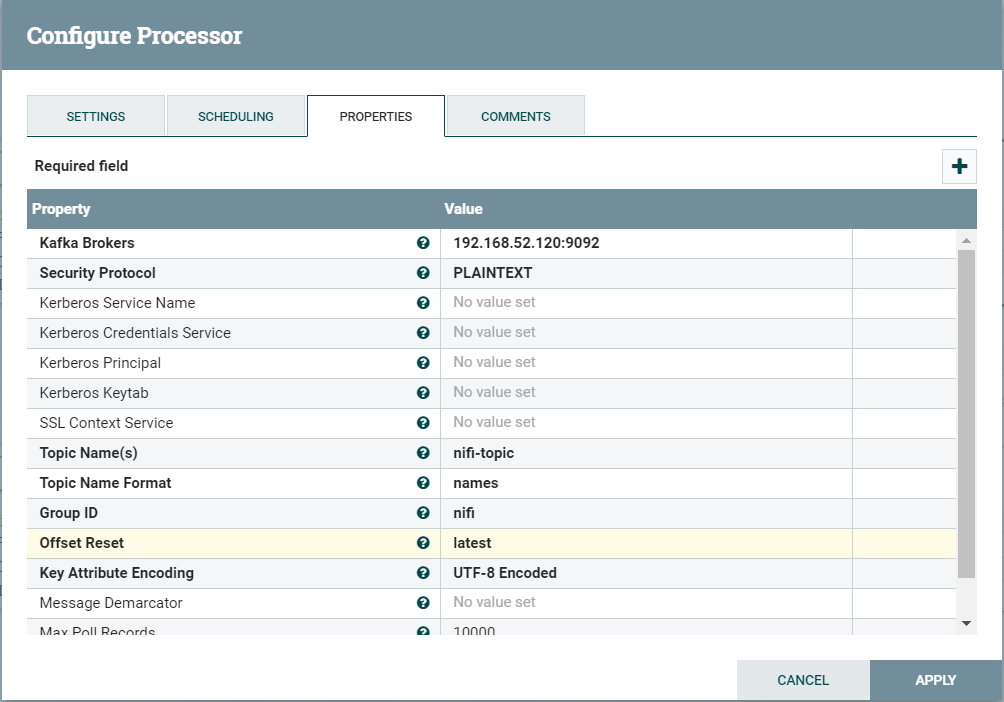 Configure Processor
SETTINGS SCHEDULING PROPERTIES COMMENTS
Required field
Property Value
Kafka Brokers 192.168.52.120:9092
Security Protocol PLAINTEXT
Kerberos Service Name No value set
Kerberos Credentials Service No value set
Kerberos Principal No value set
Kerberos Keytab No value set
SSL Context Service No value set
Topic Name(s) nifi-topic
Topic Name Format names
Group ID nifi
Offset Reset latest
Key Attribute Encoding UTF-8 Encoded
Message Demarcator No value set
Max Poll Records 10000
CANCEL APPLY